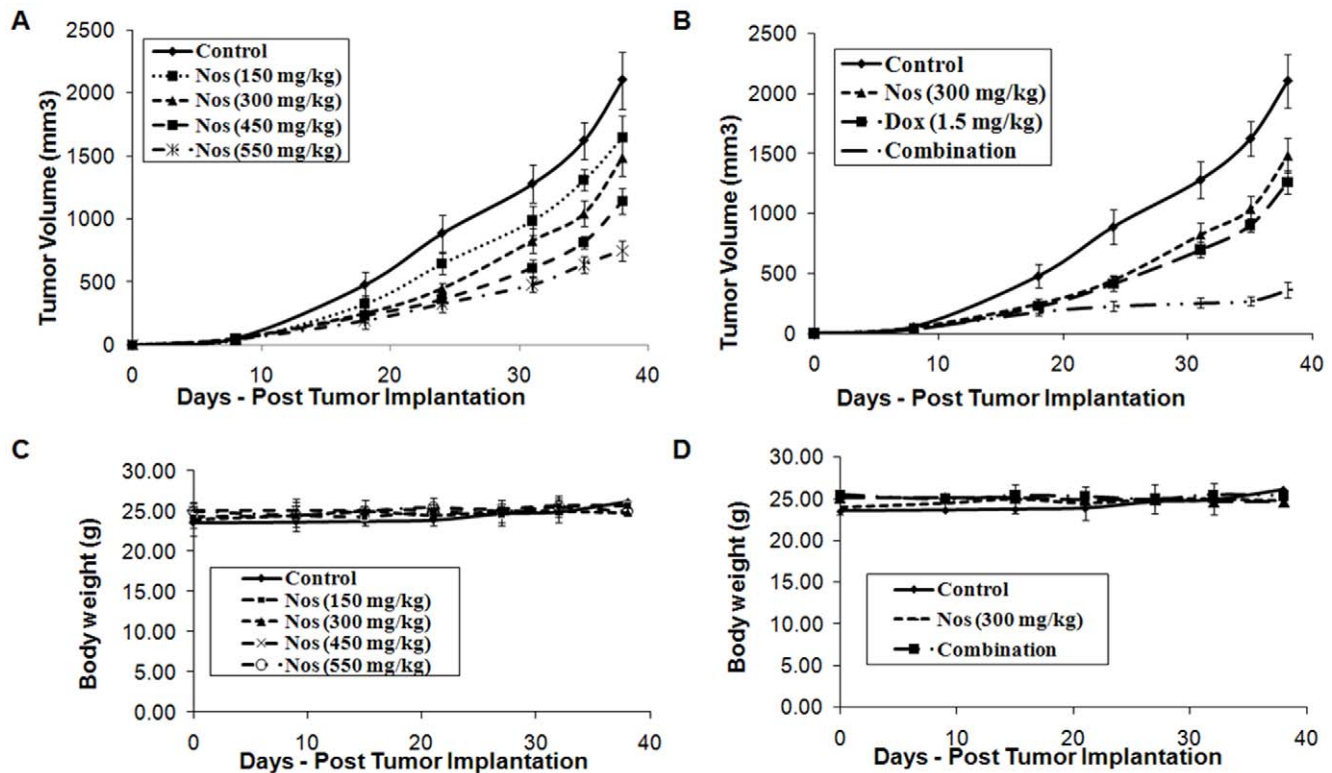 A
Tumor Volume (mm3)
2500
2000
1500
1000
500
0
Control
Nos (150 mg/kg)
Nos (300 mg/kg)
Nos (450 mg/kg)
Nos (550 mg/kg)
0 10 20 30 40
Days - Post Tumor Implantation
B
Tumor Volume (mm3)
2500
2000
1500
1000
500
0
Control
Nos (300 mg/kg)
Dox (1.5 mg/kg)
Combination
0 10 20 30 40
Days - Post Tumor Implantation
C
Body weight (g)
30.00
25.00
20.00
15.00
10.00
5.00
0.00
Control
Nos (150 mg/kg)
Nos (300 mg/kg)
Nos (450 mg/kg)
Nos (550 mg/kg)
0 10 20 30 40
Days - Post Tumor Implantation
D
Body weight (g)
30.00
25.00
20.00
15.00
10.00
5.00
0.00
Control
Nos (300 mg/kg)
Combination
0 10 20 30 40
Days - Post Tumor Implantation